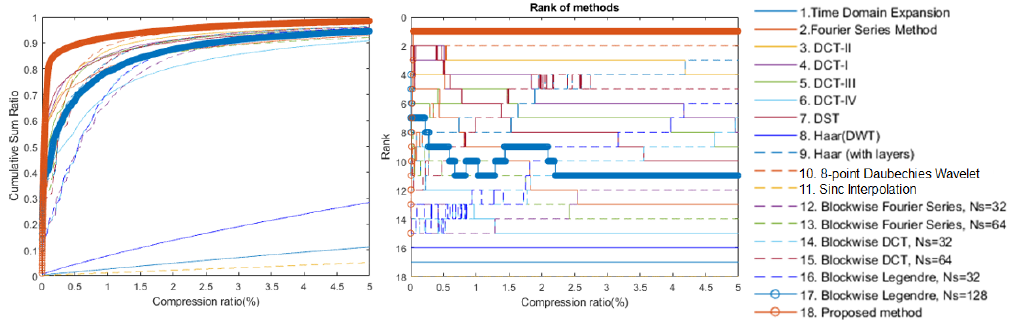 Rank of methods
1
0.9
0.8
0.7
0.6
0.5
0.4
0.3
0.2
0.1
0
Cumulative Sum Ratio
0 0.5 1 1.5 2 2.5 3 3.5 4 4.5 5
Compression ratio(%)
0
2
4
6
8
10
12
14
16
18
Rank
0 0.5 1 1.5 2 2.5 3 3.5 4 4.5 5
Compression ratio(%)
1.Time Domain Expansion
2.Fourier Series Method
3. DCT-II
4. DCT-I
5. DCT-III
6. DCT-IV
7. DST
8. Haar(DWT)
9. Haar (with layers)
10. 8-point Daubechies Wavelet
11. Sinc Interpolation
12. Blockwise Fourier Series, Ns=32
13. Blockwise Fourier Series, Ns=64
14. Blockwise DCT, Ns=32
15. Blockwise DCT, Ns=64
16. Blockwise Legendre, Ns=32
17. Blockwise Legendre, Ns=128
18. Proposed method